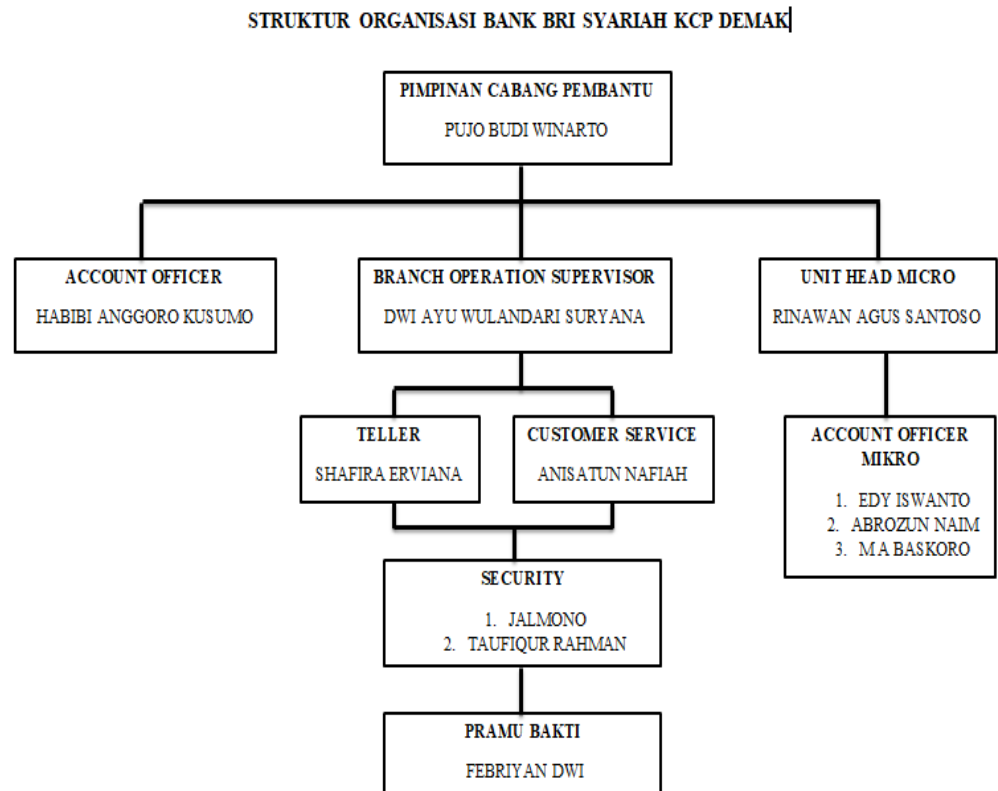 STRUKTUR ORGANISASI BANK BRI SYARIAH KCP DEMAK
PIMPINAN CABANG PEMBANTU
PUJO BUDI WINARTO
ACCOUNT OFFICER
HABIBI ANGGORO KUSUMO
BRANCH OPERATION SUPERVISOR
DWI AYU WULANDARI SURYANA
UNIT HEAD MICRO
RINAWAN AGUS SANTOSO
TELLER
SHAFIRA ERVIANA
CUSTOMER SERVICE
ANISATUN NAFIAH
ACCOUNT OFFICER
MIKRO
1. EDY ISWANTO
2. ABROZUN NAIM
3. M A BASKORO
SECURITY
1. JALMONO
2. TAUFIQUR RAHMAN
PRAMU BAKTI
FEBRIYAN DWI